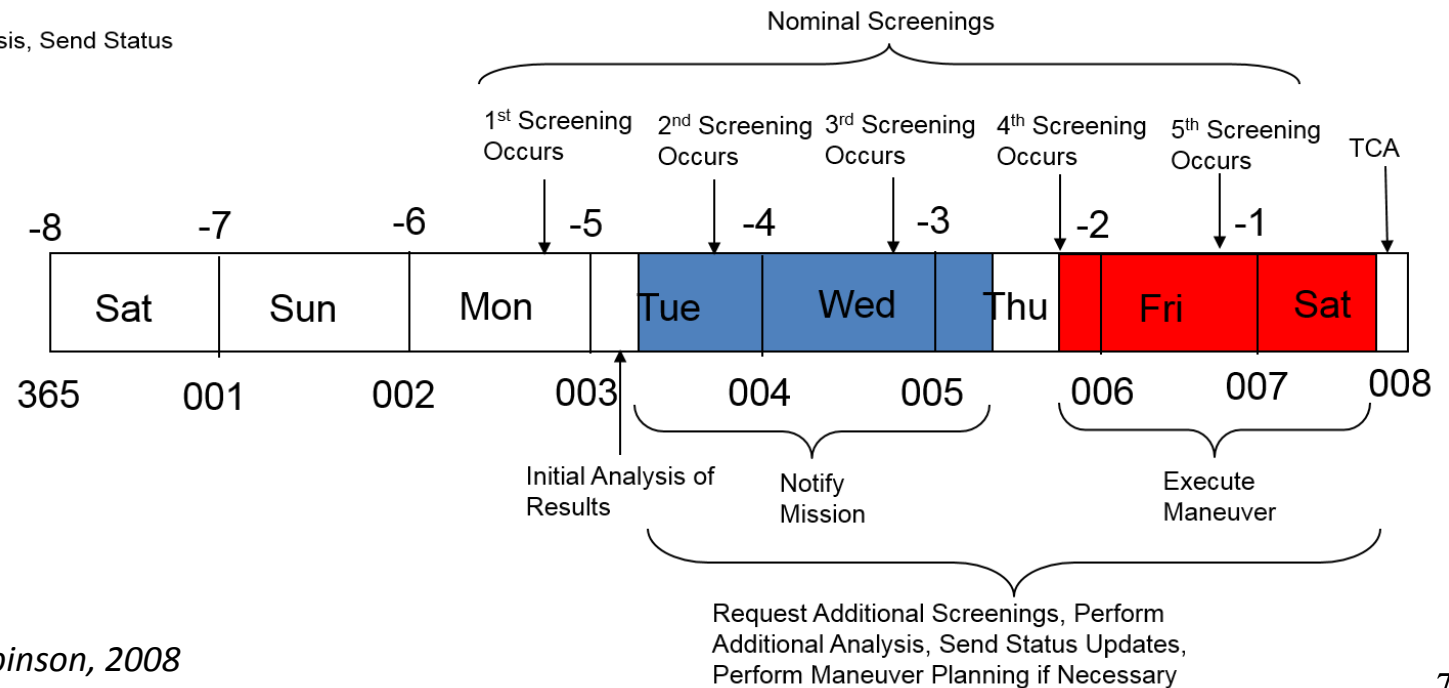 Nominal Screenings
sis, Send Status
1st Screening
Occurs
2nd Screening
Occurs
3rd Screening
Occurs
4th Screening
Occurs
5th Screening
Occurs
TCA
-8 -7 -6 -5 -4 -3 -2 -1
Sat Sun Mon Tue Wed Thu Fri Sat
365 001 002 003 004 005 006 007 008
Initial Analysis of
Results
Notify
Mission
Execute
Maneuver
Request Additional Screenings, Perform
Additional Analysis, Send Status Updates,
Perform Maneuver Planning if Necessary
binson, 2008